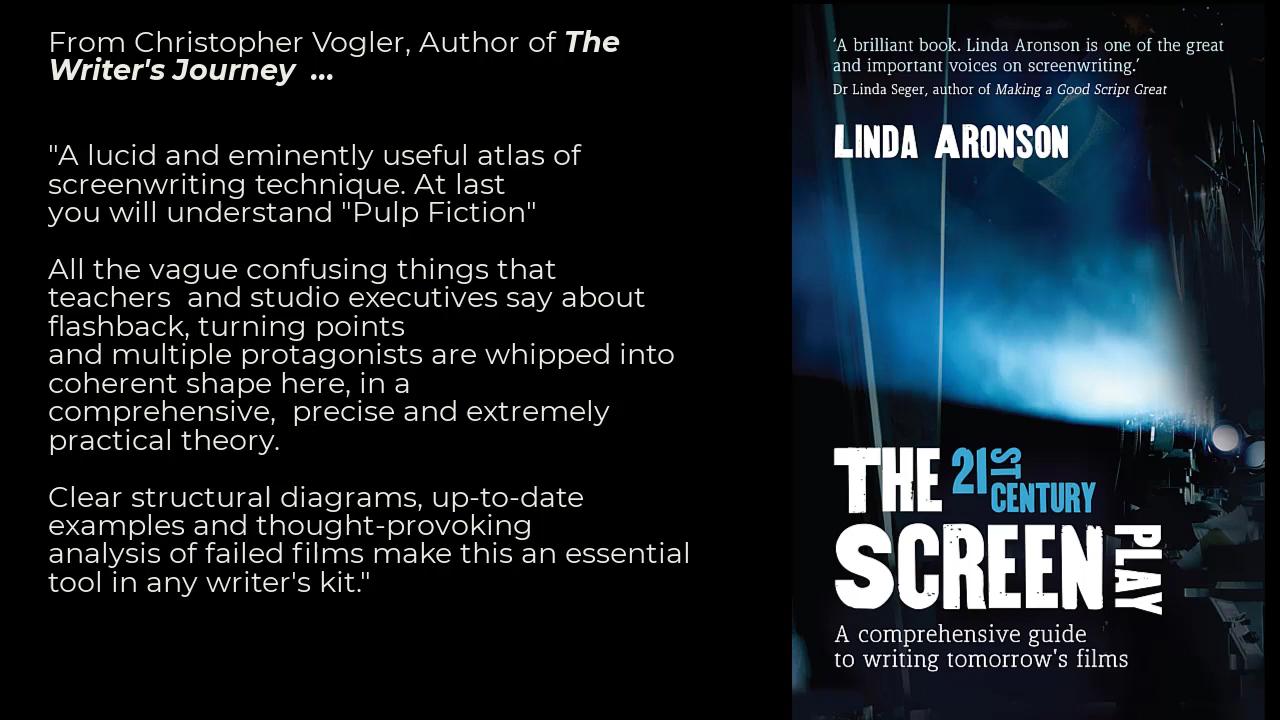 From Christopher Vogler, Author of The
Writer's Journey  ...
"A lucid and eminently useful atlas of
screenwriting technique. At last
you will understand "Pulp Fiction"
All the vague confusing things that
teachers  and studio executives say about
flashback, turning points
and multiple protagonists are whipped into
coherent shape here, in a
comprehensive,  precise and extremely
practical theory.
Clear structural diagrams, up-to-date
examples and thought-provoking
analysis of failed films make this an essential
tool in any writer's kit."
‘A brilliant book. Linda Aronson is one of the great
and important voices on screenwriting.’
Dr Linda Seger, author of Making a Good Script Great
LINDA ARONSON
THE 21ST CENTURY
SCREENPLAY
A comprehensive guide
to writing tomorrow's films